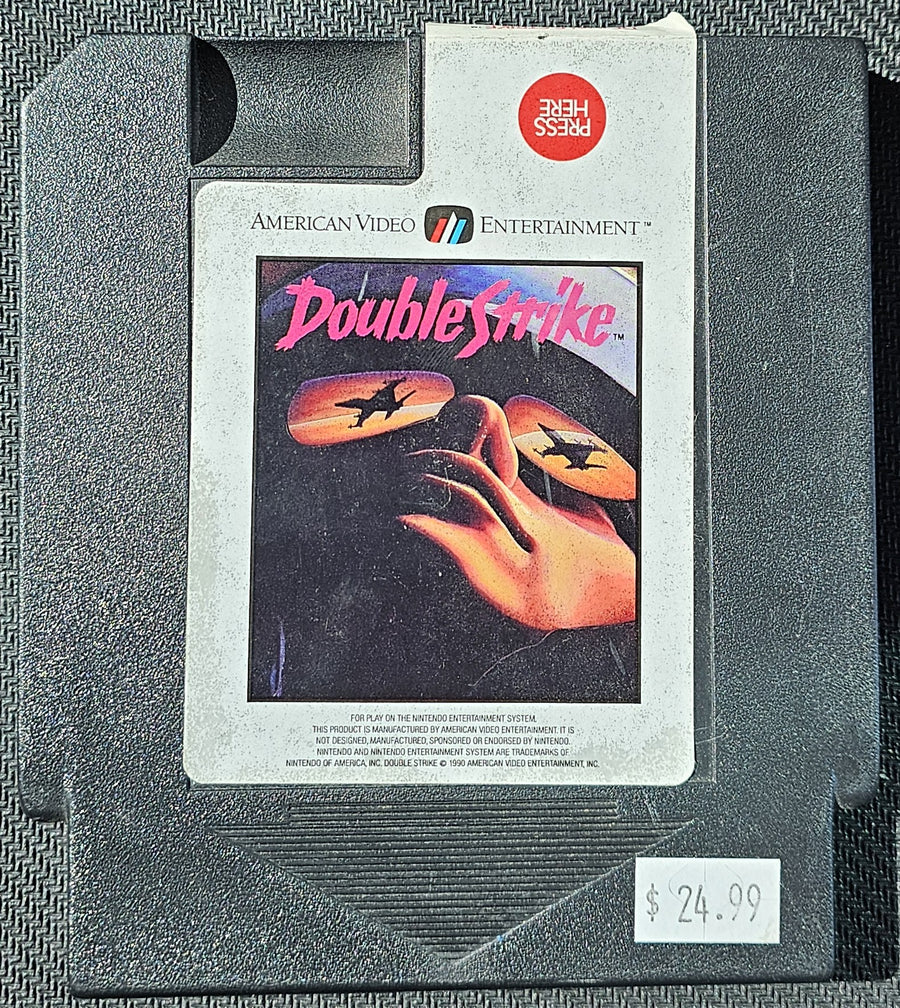 PRESS
HERE
AMERICAN VIDEO ENTERTAINMENT™
Double Strike™
FOR PLAY ON THE NINTENDO ENTERTAINMENT SYSTEM.
THIS PRODUCT IS MANUFACTURED BY AMERICAN VIDEO ENTERTAINMENT. IT IS
NOT DESIGNED, MANUFACTURED, SPONSORED OR ENDORSED BY NINTENDO.
NINTENDO AND NINTENDO ENTERTAINMENT SYSTEM ARE TRADEMARKS OF
NINTENDO OF AMERICA, INC. DOUBLE STRIKE © 1990 AMERICAN VIDEO ENTERTAINMENT, INC.
$ 24.99